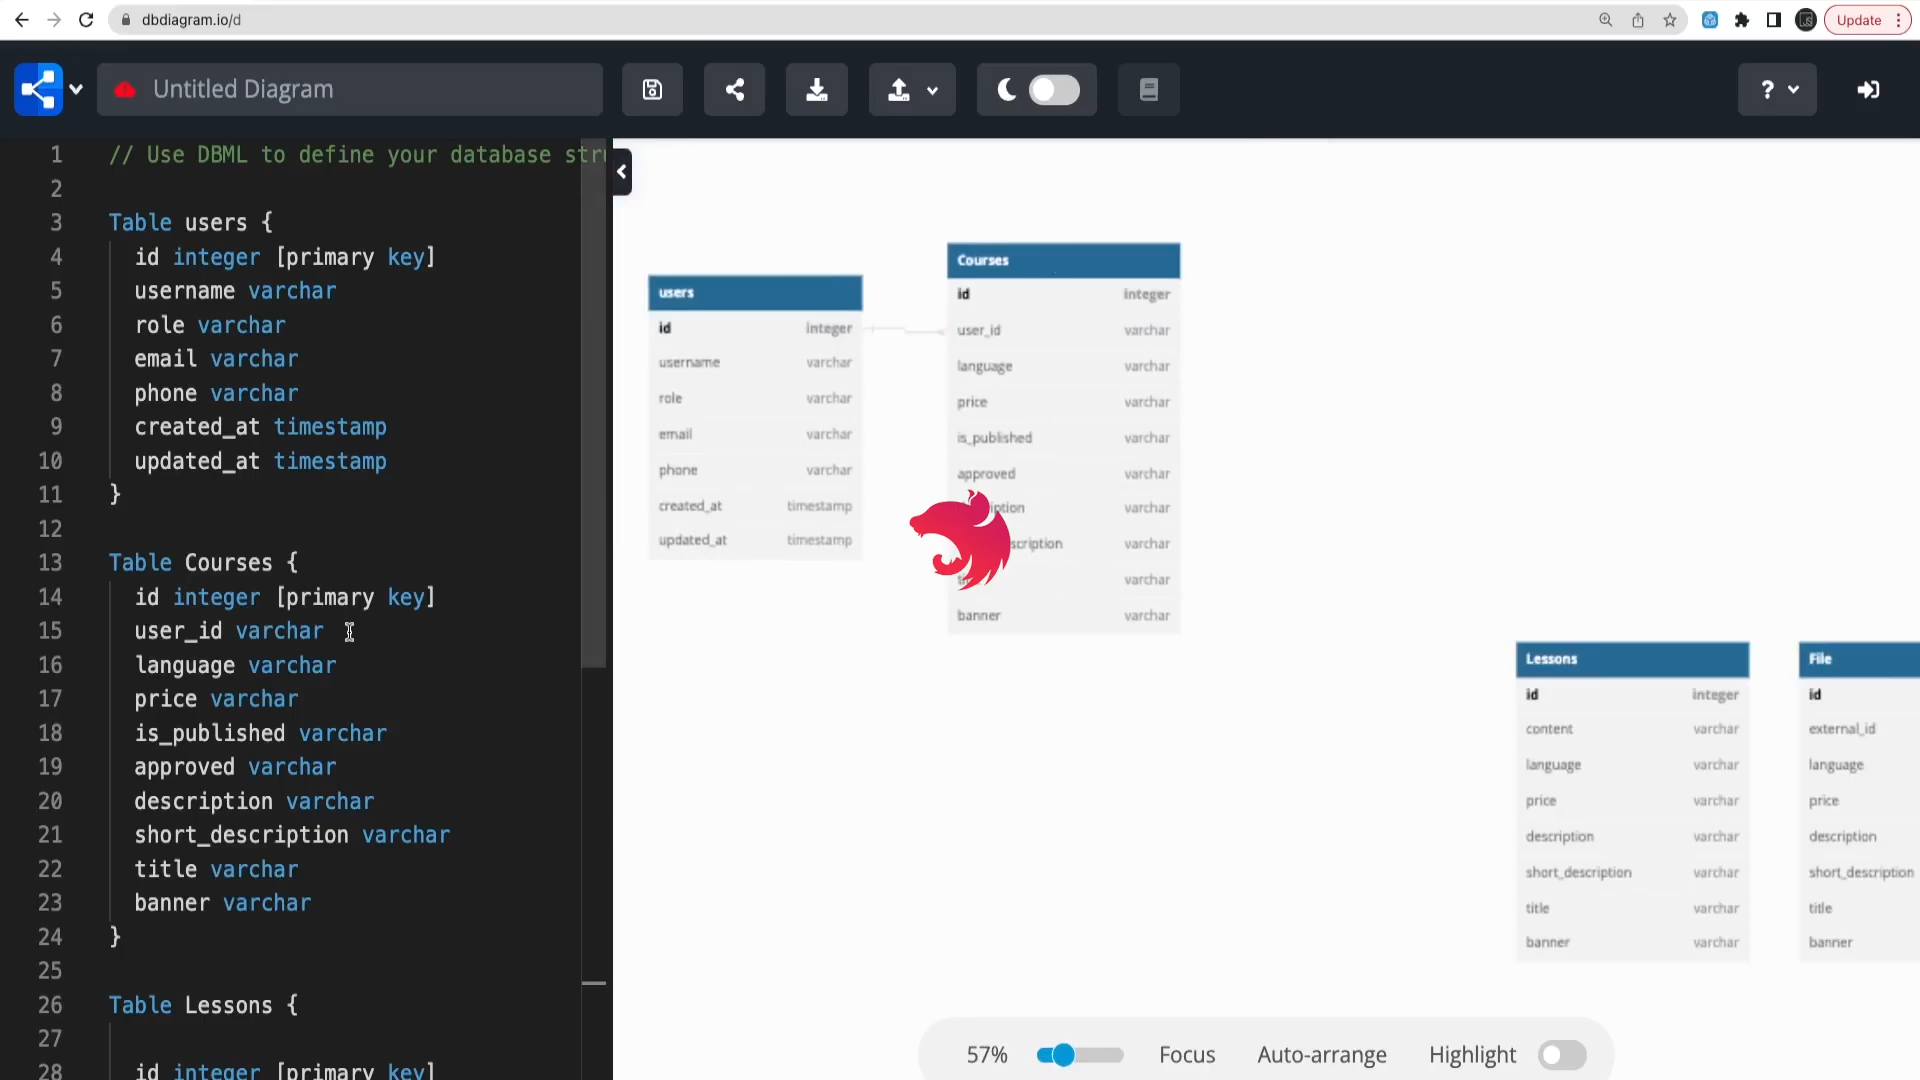 dbdiagram.io/d
Update
Untitled Diagram
?
1 // Use DBML to define your database stru
2
3 Table users {
4 id integer [primary key]
5 username varchar
6 role varchar
7 email varchar
8 phone varchar
9 created_at timestamp
10 updated_at timestamp
11 }
12
13 Table Courses {
14 id integer [primary key]
15 user_id varchar
16 language varchar
17 price varchar
18 is_published varchar
19 approved varchar
20 description varchar
21 short_description varchar
22 title varchar
23 banner varchar
24 }
25
26 Table Lessons {
27
28 id integer [primary key]
users
id integer
username varchar
role varchar
email varchar
phone varchar
created_at timestamp
updated_at timestamp
Courses
id integer
user_id varchar
language varchar
price varchar
is_published varchar
approved varchar
iption varchar
scription varchar
varchar
banner varchar
Lessons
id integer
content varchar
language varchar
price varchar
description varchar
short_description varchar
title varchar
banner varchar
File
id
external_id
language
price
description
short_description
title
banner
57% Focus Auto-arrange Highlight